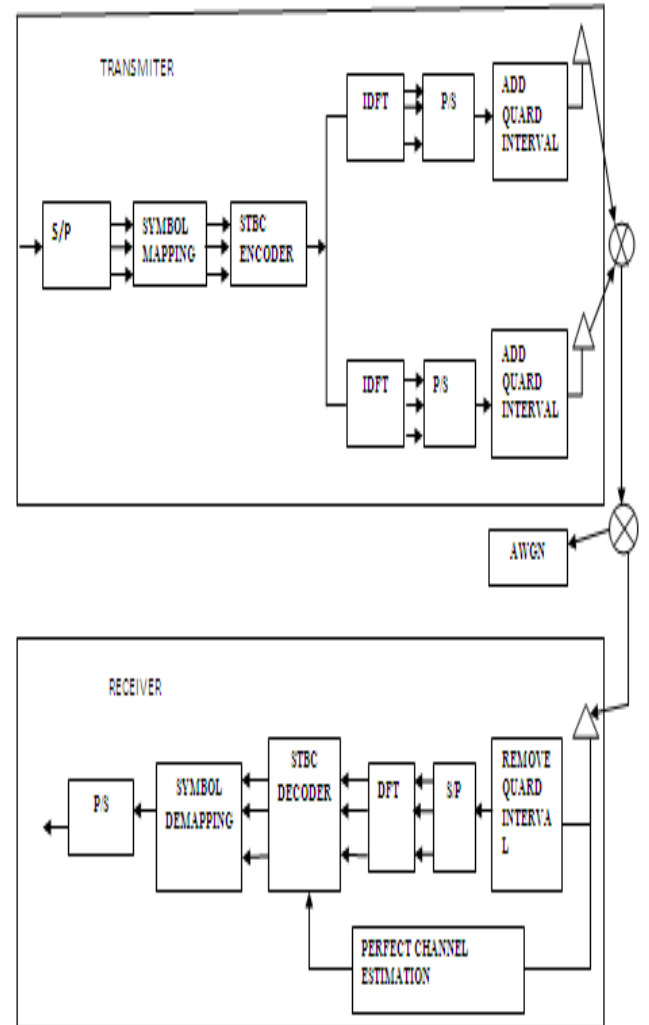 TRANSMITER
IDFT
P/S
ADD
QUARD
INTERVAL
S/P
SYMBOL
MAPPING
STBC
ENCODER
IDFT
P/S
ADD
QUARD
INTERVAL
AWGN
RECEIVER
P/S
SYMBOL
DEMAPPING
STBC
DECODER
DFT
S/P
REMOVE
QUARD
INTERVA
L
PERFECT CHANNEL
ESTIMATION